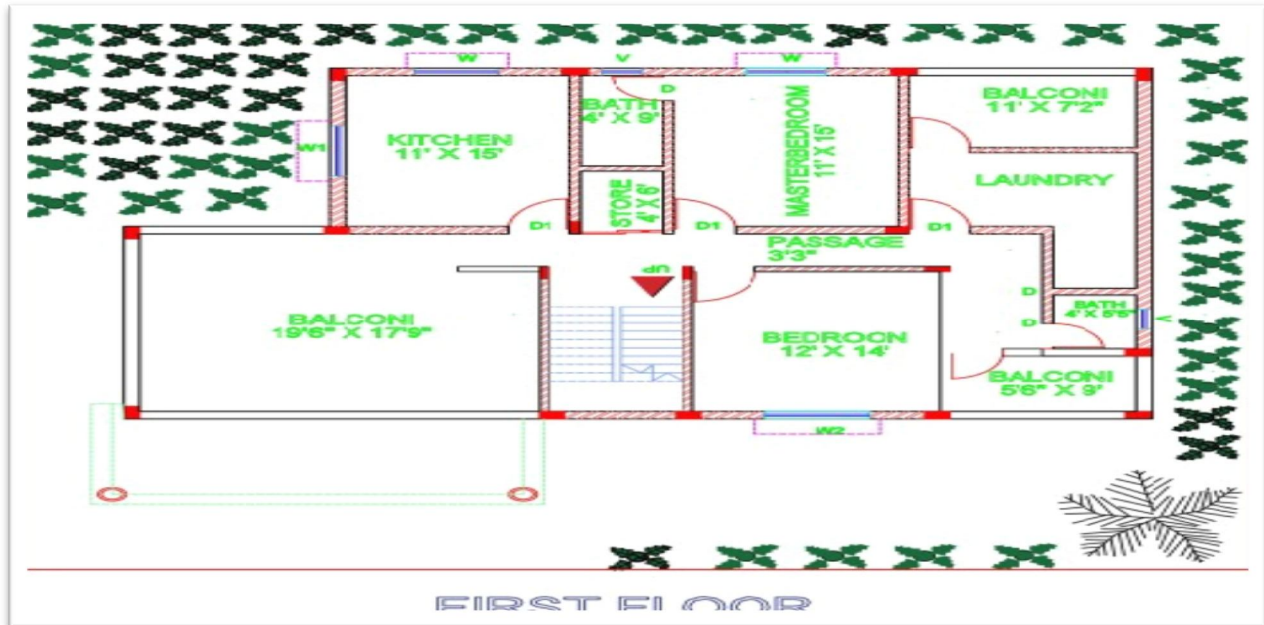 W
V
W
D
BATH
4' X 9'
BALCONI
11' X 7'2"
KITCHEN
11' X 15'
MASTERBEDROOM
11' X 15'
W1
STORE
4' X 6'
LAUNDRY
D1
D1
D1
PASSAGE
3'3"
UP
D
BATH
4' X 5'6"
D
V
BALCONI
19'6" X 17'9"
BEDROON
12' X 14'
BALCONI
5'6" X 9'
W2
FIRST FLOOR